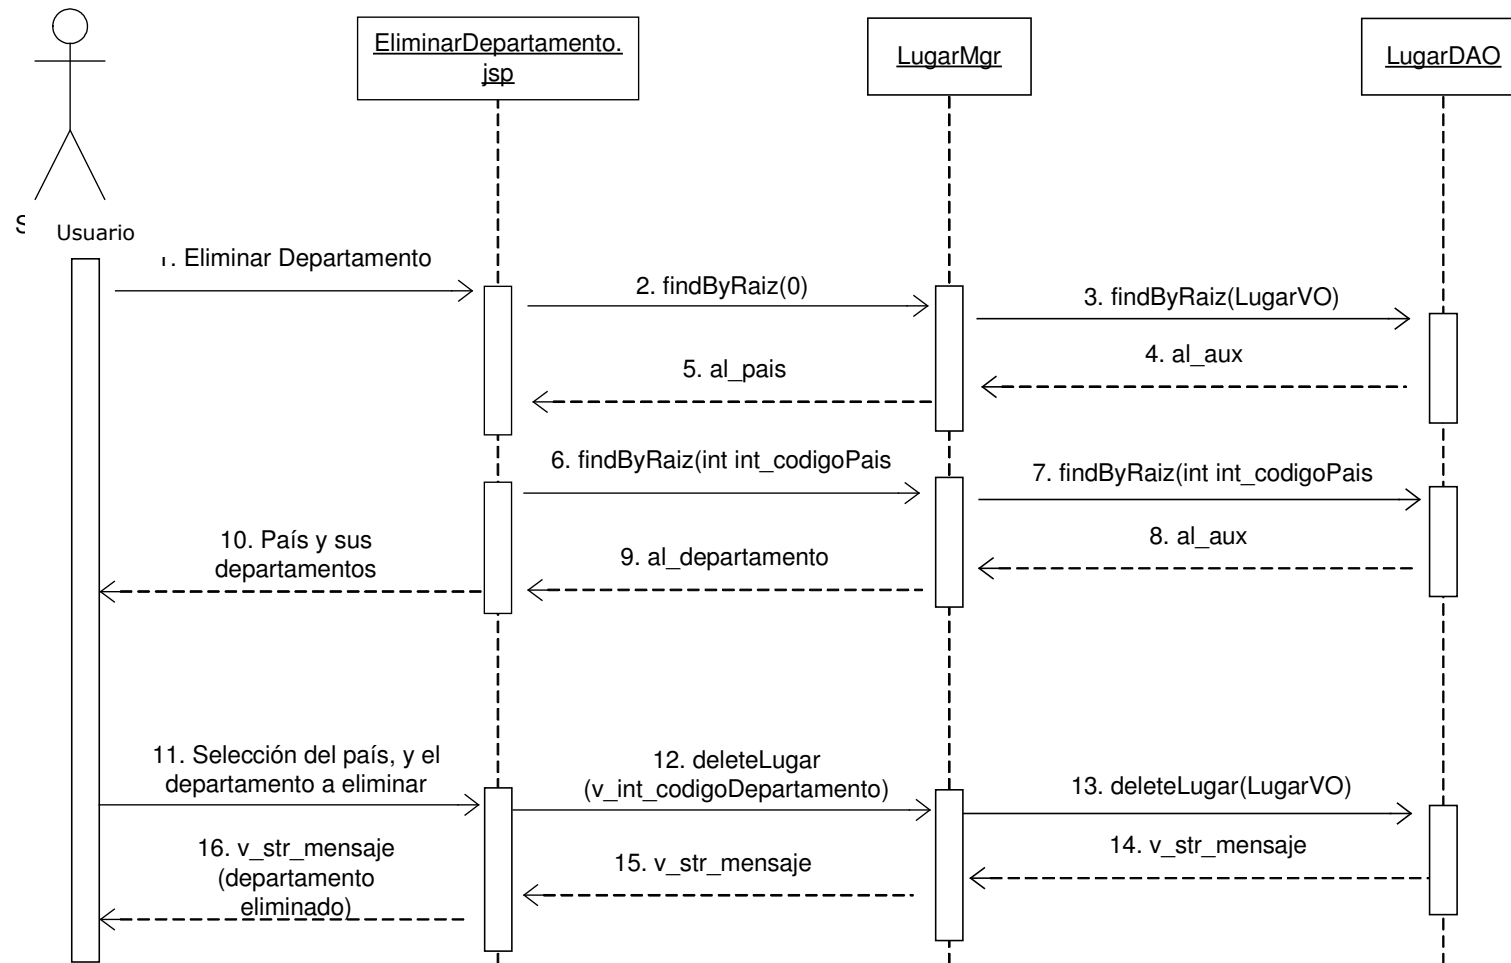 EliminarDepartamento.
jsp
LugarMgr
LugarDAO
Usuario
1. Eliminar Departamento
2. findByRaiz(0)
3. findByRaiz(LugarVO)
4. al_aux
5. al_pais
6. findByRaiz(int int_codigoPais
7. findByRaiz(int int_codigoPais
8. al_aux
9. al_departamento
10. País y sus
departamentos
11. Selección del país, y el
departamento a eliminar
12. deleteLugar
(v_int_codigoDepartamento)
13. deleteLugar(LugarVO)
14. v_str_mensaje
15. v_str_mensaje
16. v_str_mensaje
(departamento
eliminado)